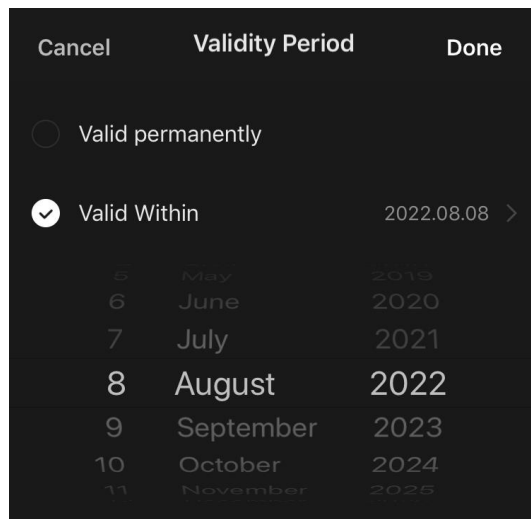 Cancel Validity Period Done
Valid permanently
Valid Within 2022.08.08
5 May 2019
6 June 2020
7 July 2021
8 August 2022
9 September 2023
10 October 2024
11 November 2025